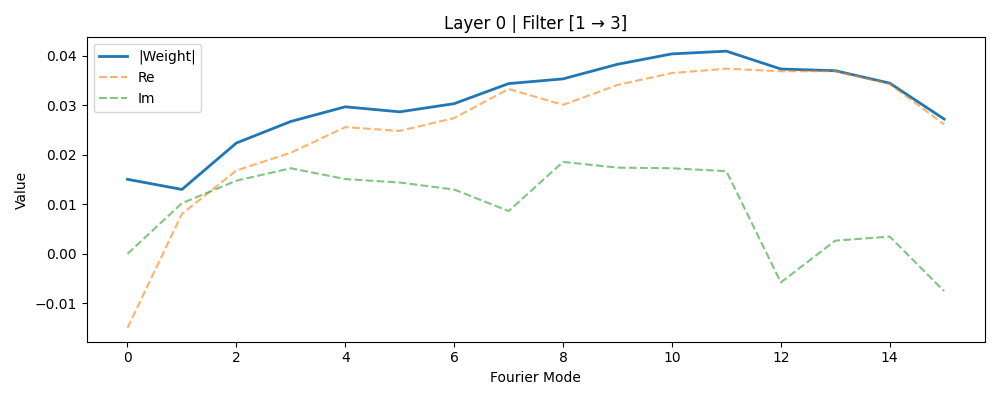 Layer 0 | Filter [1 → 3]
|Weight|
Re
Im
0.04
0.03
0.02
0.01
0.00
−0.01
Value
0 2 4 6 8 10 12 14
Fourier Mode